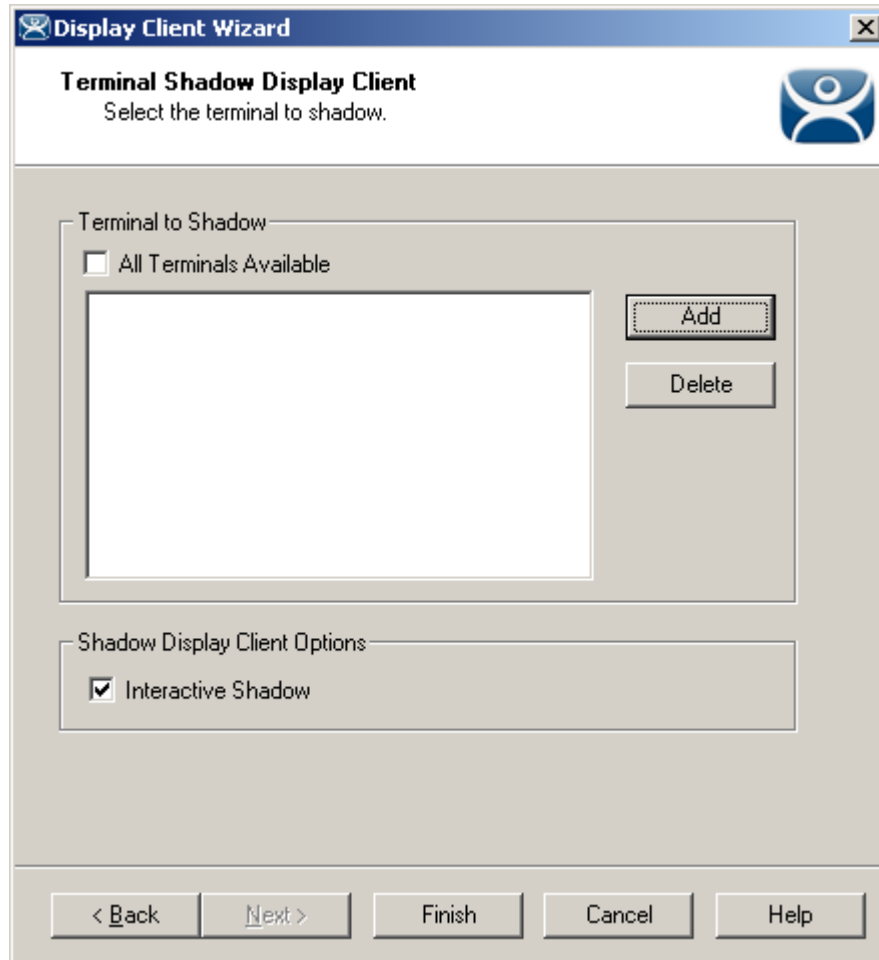 Display Client Wizard
Terminal Shadow Display Client
Select the terminal to shadow.
Terminal to Shadow
All Terminals Available
Add
Delete
Shadow Display Client Options
Interactive Shadow
< Back
Next >
Finish
Cancel
Help